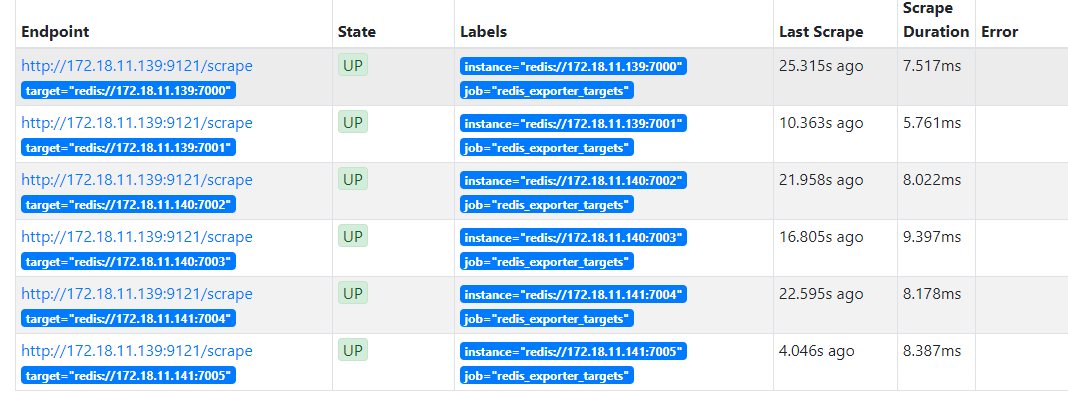 Endpoint State Labels Last Scrape Scrape Duration Error
http://172.18.11.139:9121/scrape UP instance="redis://172.18.11.139:7000" 25.315s ago 7.517ms
target="redis://172.18.11.139:7000" job="redis_exporter_targets"
http://172.18.11.139:9121/scrape UP instance="redis://172.18.11.139:7001" 10.363s ago 5.761ms
target="redis://172.18.11.139:7001" job="redis_exporter_targets"
http://172.18.11.139:9121/scrape UP instance="redis://172.18.11.140:7002" 21.958s ago 8.022ms
target="redis://172.18.11.140:7002" job="redis_exporter_targets"
http://172.18.11.139:9121/scrape UP instance="redis://172.18.11.140:7003" 16.805s ago 9.397ms
target="redis://172.18.11.140:7003" job="redis_exporter_targets"
http://172.18.11.139:9121/scrape UP instance="redis://172.18.11.141:7004" 22.595s ago 8.178ms
target="redis://172.18.11.141:7004" job="redis_exporter_targets"
http://172.18.11.139:9121/scrape UP instance="redis://172.18.11.141:7005" 4.046s ago 8.387ms
target="redis://172.18.11.141:7005" job="redis_exporter_targets"